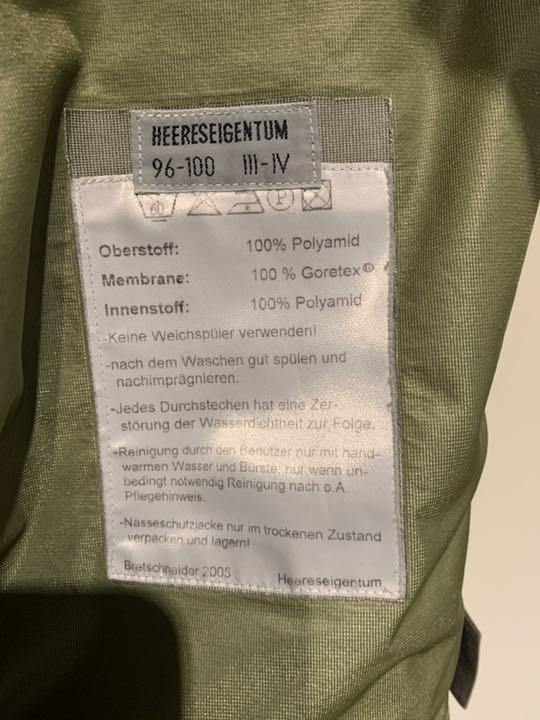 HEERESEIGENTUM
96-100 III-IV
Oberstoff: 100% Polyamid
Membrane: 100 % Goretex®
Innenstoff: 100% Polyamid
-Keine Weichspüler verwenden!
-nach dem Waschen gut spülen und
nachimprägnieren.
-Jedes Durchstechen hat eine Zer-
störung der Wasserdichtheit zur Folge.
-Reinigung durch den Benutzer nur mit hand-
warmen Wasser und Bürste, nur wenn un-
bedingt notwendig Reinigung nach o.A.
Pflegehinweis.
-Nasseschutzjacke nur im trockenen Zustand
verpacken und lagern!
Bretschneider 2005 Heereseigentum